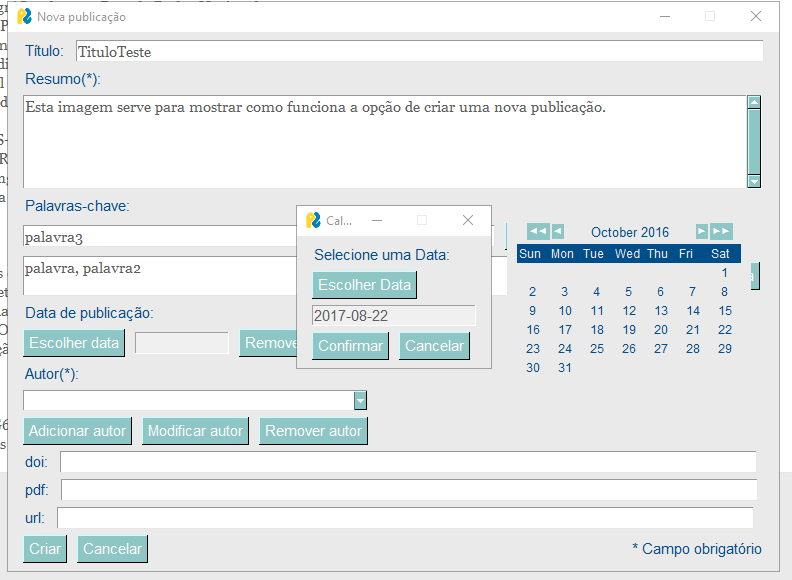 Nova publicação
Título: TituloTeste
Resumo(*):
Esta imagem serve para mostrar como funciona a opção de criar uma nova publicação.
Palavras-chave:
palavra3
palavra, palavra2
Data de publicação:
Escolher data Remove
Autor(*):
Adicionar autor Modificar autor Remover autor
doi:
pdf:
url:
Criar Cancelar * Campo obrigatório
Cal...
Selecione uma Data:
Escolher Data
2017-08-22
Confirmar Cancelar
October 2016
Sun Mon Tue Wed Thu Fri Sat
1
2 3 4 5 6 7 8
9 10 11 12 13 14 15
16 17 18 19 20 21 22
23 24 25 26 27 28 29
30 31